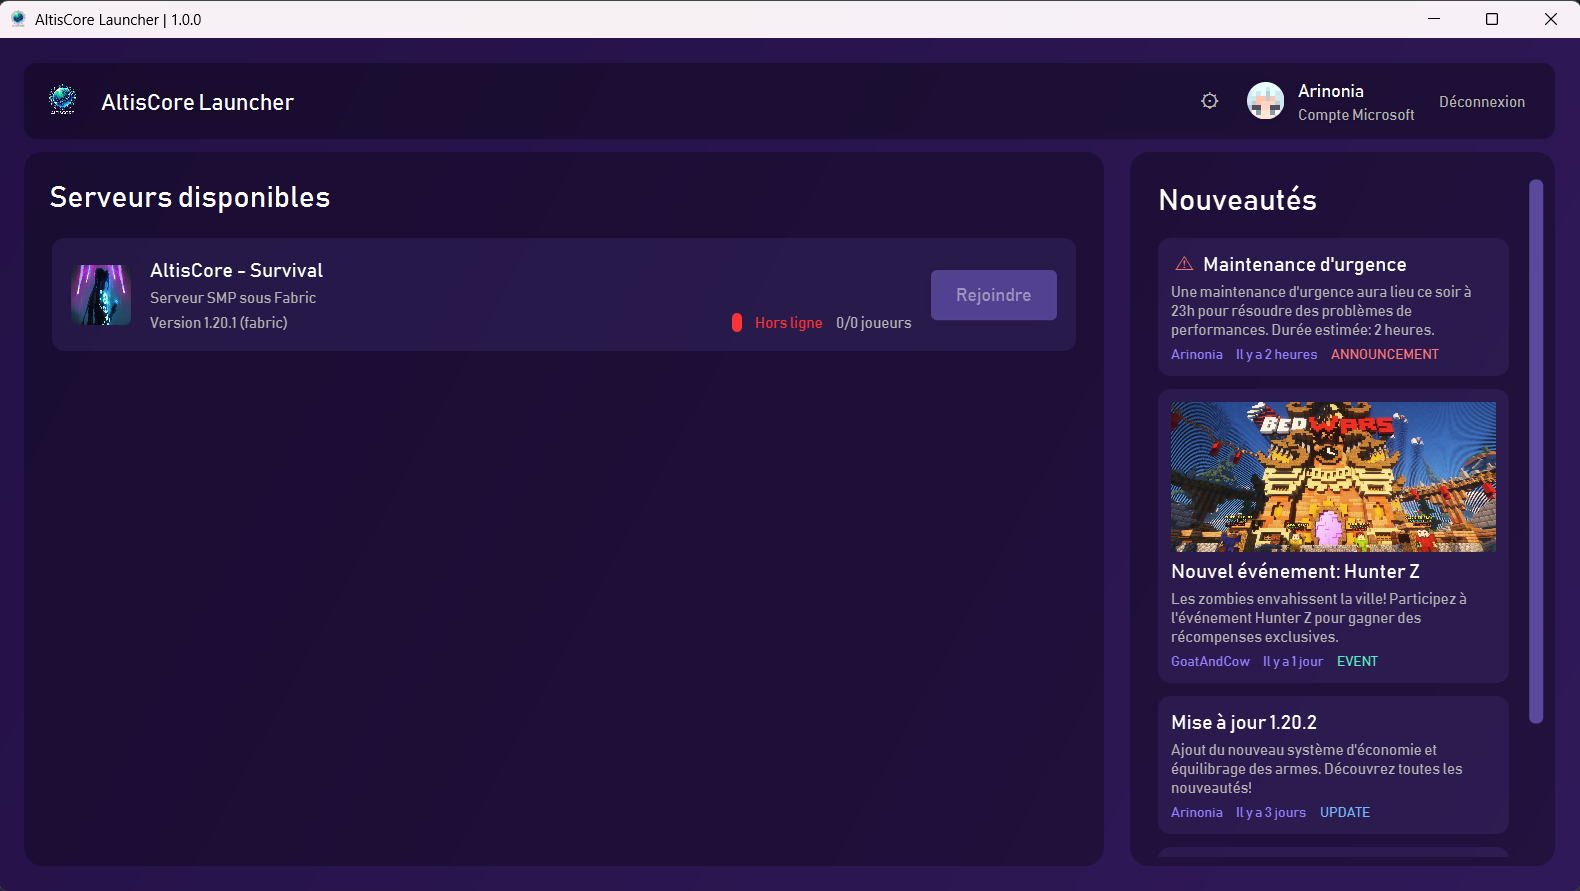 AltisCore Launcher | 1.0.0
AltisCore Launcher
Arinonia
Compte Microsoft
Déconnexion
Serveurs disponibles
AltisCore - Survival
Serveur SMP sous Fabric
Version 1.20.1 (fabric)
Hors ligne 0/0 joueurs
Rejoindre
Nouveautés
Maintenance d'urgence
Une maintenance d'urgence aura lieu ce soir à
23h pour résoudre des problèmes de
performances. Durée estimée: 2 heures.
Arinonia Il y a 2 heures ANNOUNCEMENT
BED WARS
Nouvel événement: Hunter Z
Les zombies envahissent la ville! Participez à
l'événement Hunter Z pour gagner des
récompenses exclusives.
GoatAndCow Il y a 1 jour EVENT
Mise à jour 1.20.2
Ajout du nouveau système d'économie et
équilibrage des armes. Découvrez toutes les
nouveautés!
Arinonia Il y a 3 jours UPDATE